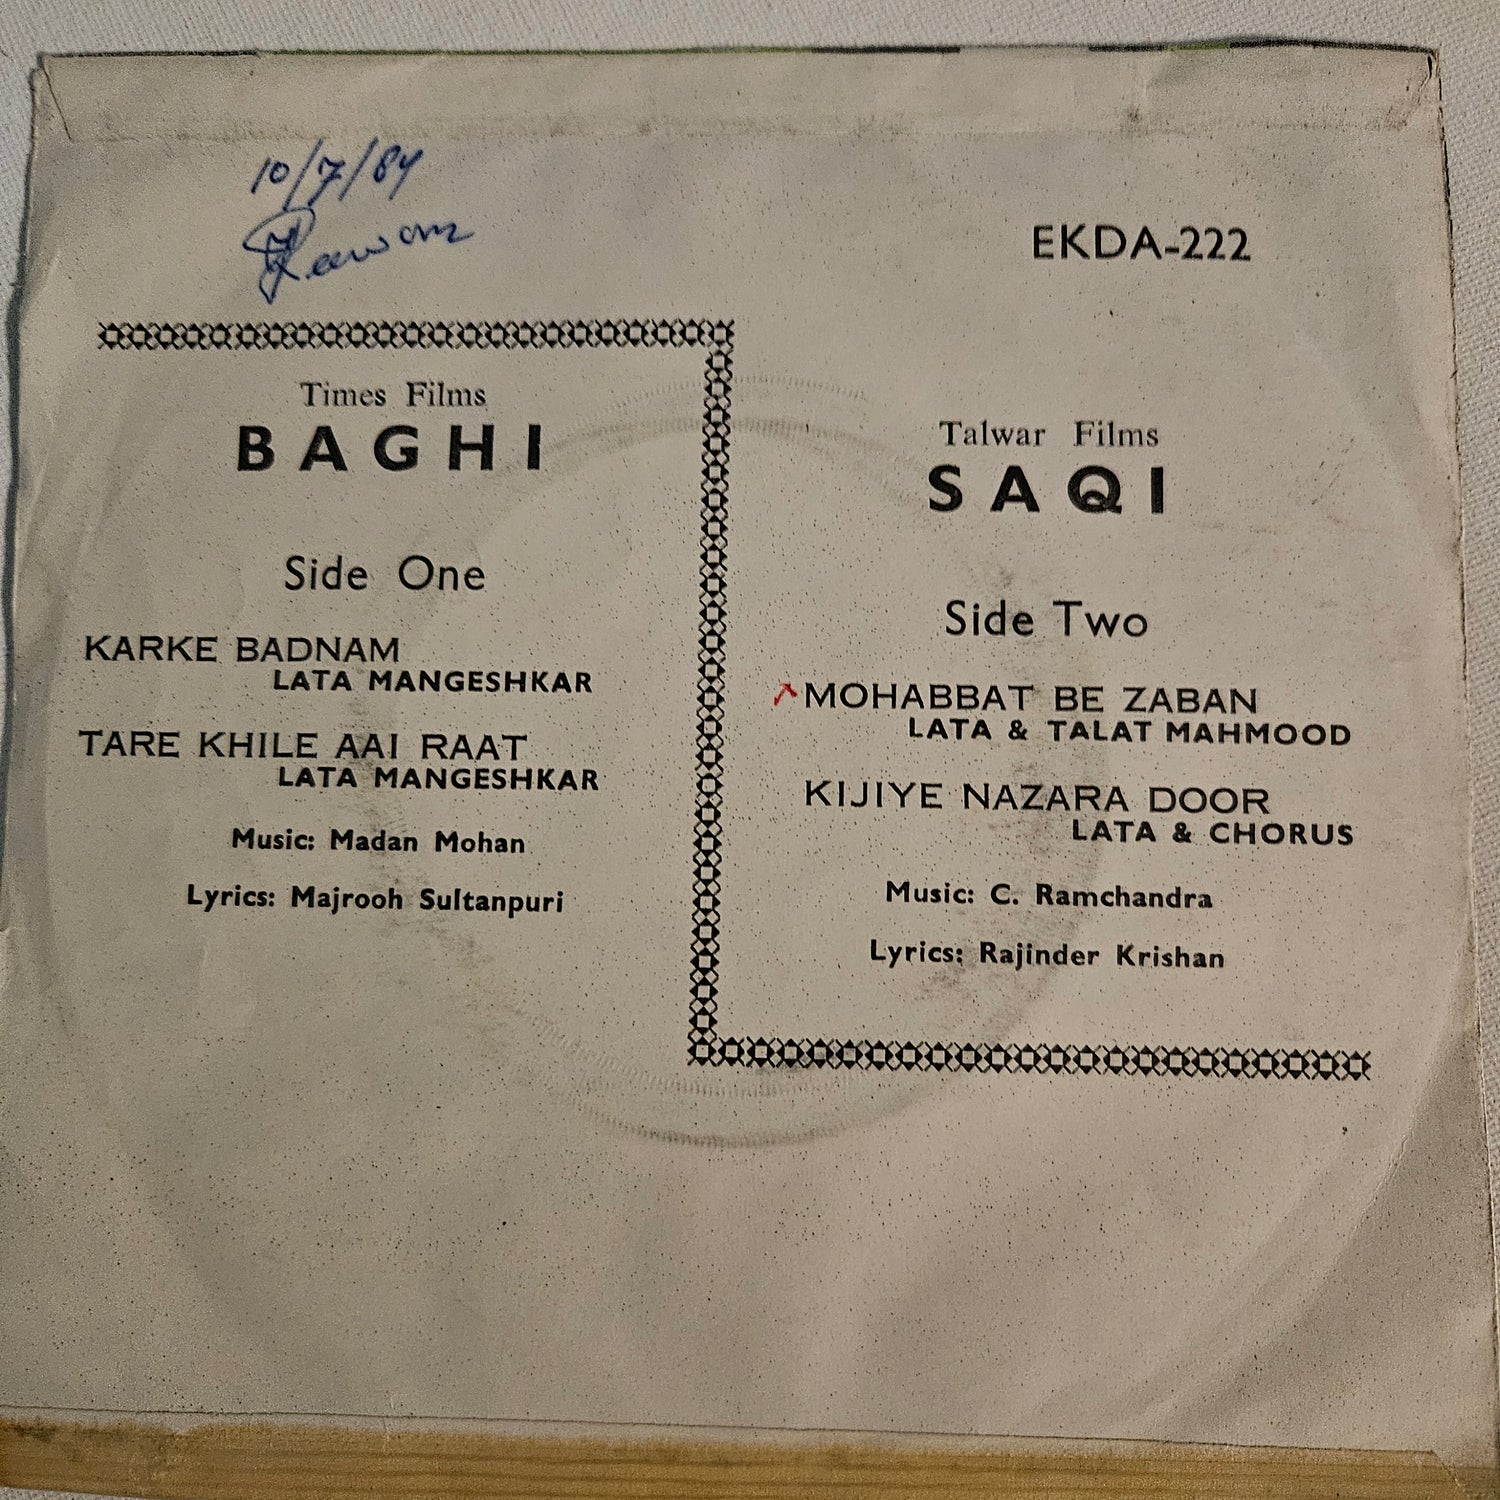 10/7/84
EKDA-222
Times Films
BAGHI
Side One
KARKE BADNAM
LATA MANGESHKAR
TARE KHILE AAI RAAT
LATA MANGESHKAR
Music: Madan Mohan
Lyrics: Majrooh Sultanpuri
Talwar Films
SAQI
Side Two
MOHABBAT BE ZABAN
LATA & TALAT MAHMOOD
KIJIYE NAZARA DOOR
LATA & CHORUS
Music: C. Ramchandra
Lyrics: Rajinder Krishan